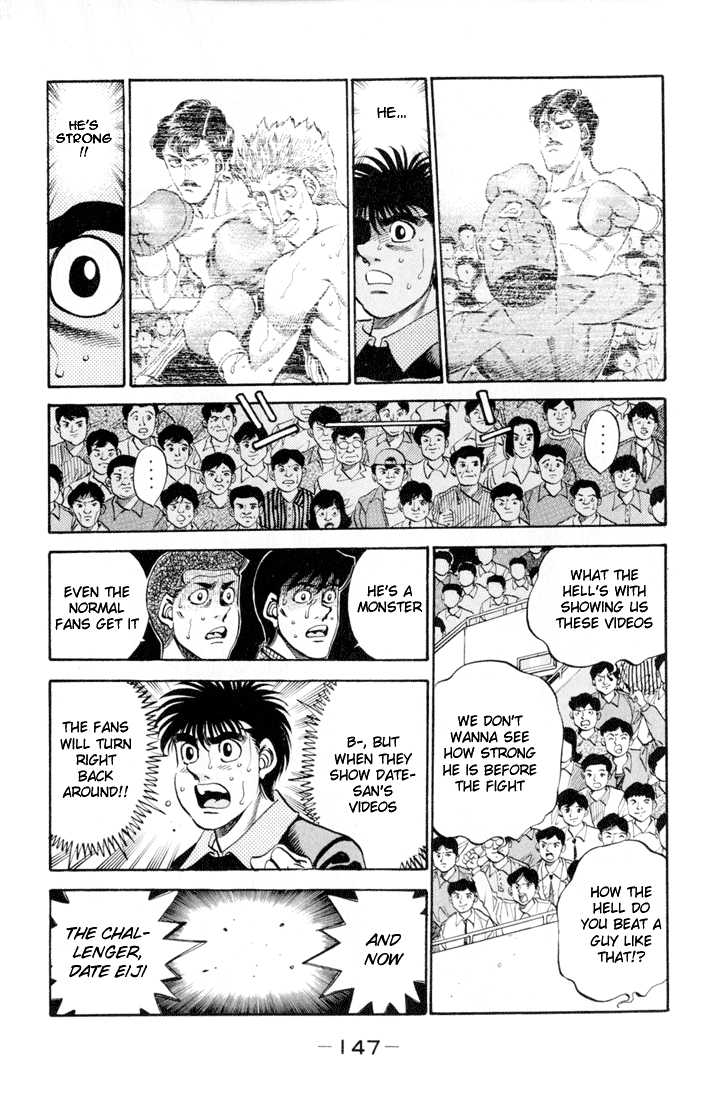 HE...
HE'S
STRONG
!!
...
...
WHAT THE
HELL'S WITH
SHOWING US
THESE VIDEOS
WE DON'T
WANNA SEE
HOW STRONG
HE IS BEFORE
THE FIGHT
HOW THE
HELL DO
YOU BEAT A
GUY LIKE
THAT!?
HE'S A
MONSTER
EVEN THE
NORMAL
FANS GET IT
B-, BUT
WHEN THEY
SHOW DATE-
SAN'S
VIDEOS
THE FANS
WILL TURN
RIGHT
BACK
AROUND!!
AND
NOW
THE CHAL-
LENGER,
DATE EIJI
—147—